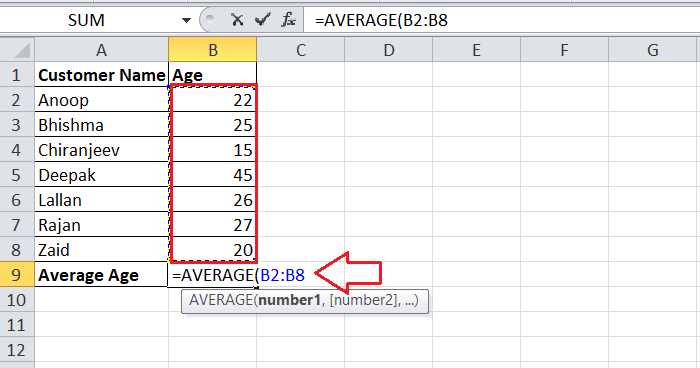 SUM =AVERAGE(B2:B8
A B C D E F G
1 Customer Name Age
2 Anoop 22
3 Bhishma 25
4 Chiranjeev 15
5 Deepak 45
6 Lallan 26
7 Rajan 27
8 Zaid 20
9 Average Age =AVERAGE(B2:B8
10 AVERAGE(number1, [number2], ...)
11
12